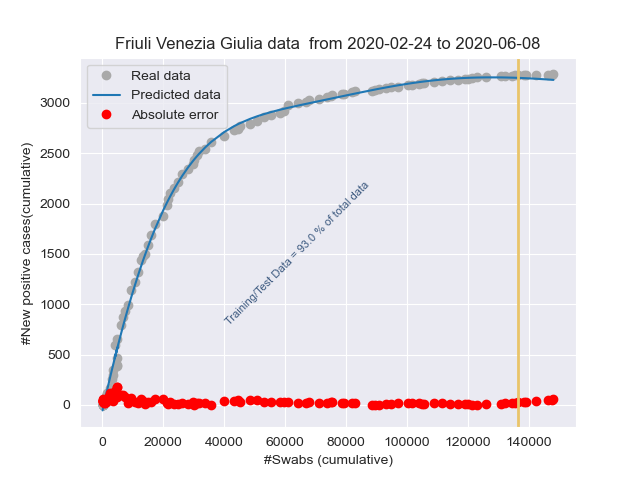 Friuli Venezia Giulia data  from 2020-02-24 to 2020-06-08
Real data
Predicted data
Absolute error
#New positive cases(cumulative)
3000
2500
2000
1500
1000
500
0
Training/Test Data = 93.0 % of total data
0 20000 40000 60000 80000 100000 120000 140000
#Swabs (cumulative)